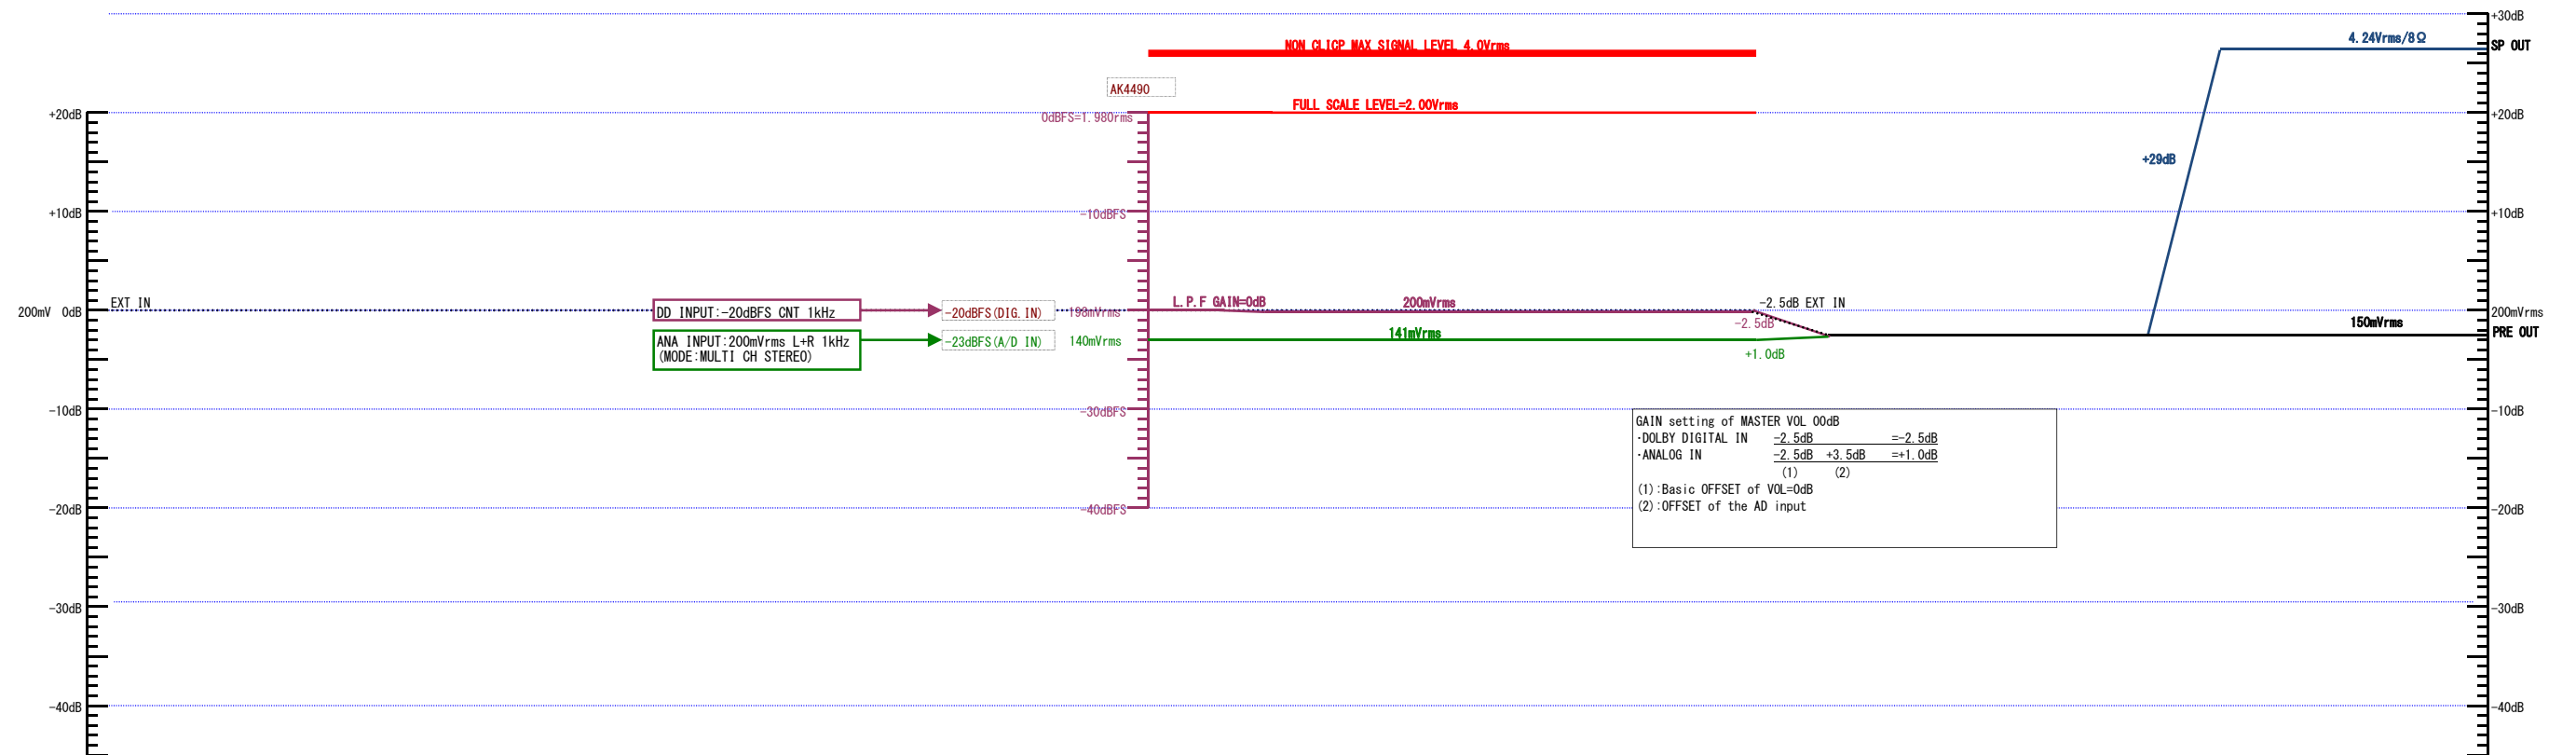 +30dB
4.24Vrms/8Ω
SP OUT
NON CLICP MAX SIGNAL LEVEL 4.0Vrms
AK4490
FULL SCALE LEVEL=2.00Vrms
+20dB
0dBFS=1.980rms
+20dB
+29dB
+10dB
-10dBFS
+10dB
EXT IN
L.P.F GAIN=0dB
200mVrms
-2.5dB EXT IN
200mV 0dB
DD INPUT:-20dBFS CNT 1kHz
-20dBFS(DIG.IN)
198mVrms
200mVrms
-2.5dB
150mVrms
PRE OUT
ANA INPUT:200mVrms L+R 1kHz
(MODE:MULTI CH STEREO)
-23dBFS(A/D IN)
140mVrms
141mVrms
+1.0dB
-10dB
-30dBFS
-10dB
GAIN setting of MASTER VOL 00dB
・DOLBY DIGITAL IN -2.5dB =-2.5dB
・ANALOG IN -2.5dB +3.5dB =+1.0dB
(1) (2)
(1):Basic OFFSET of VOL=0dB
(2):OFFSET of the AD input
-20dB
-40dBFS
-20dB
-30dB
-30dB
-40dB
-40dB